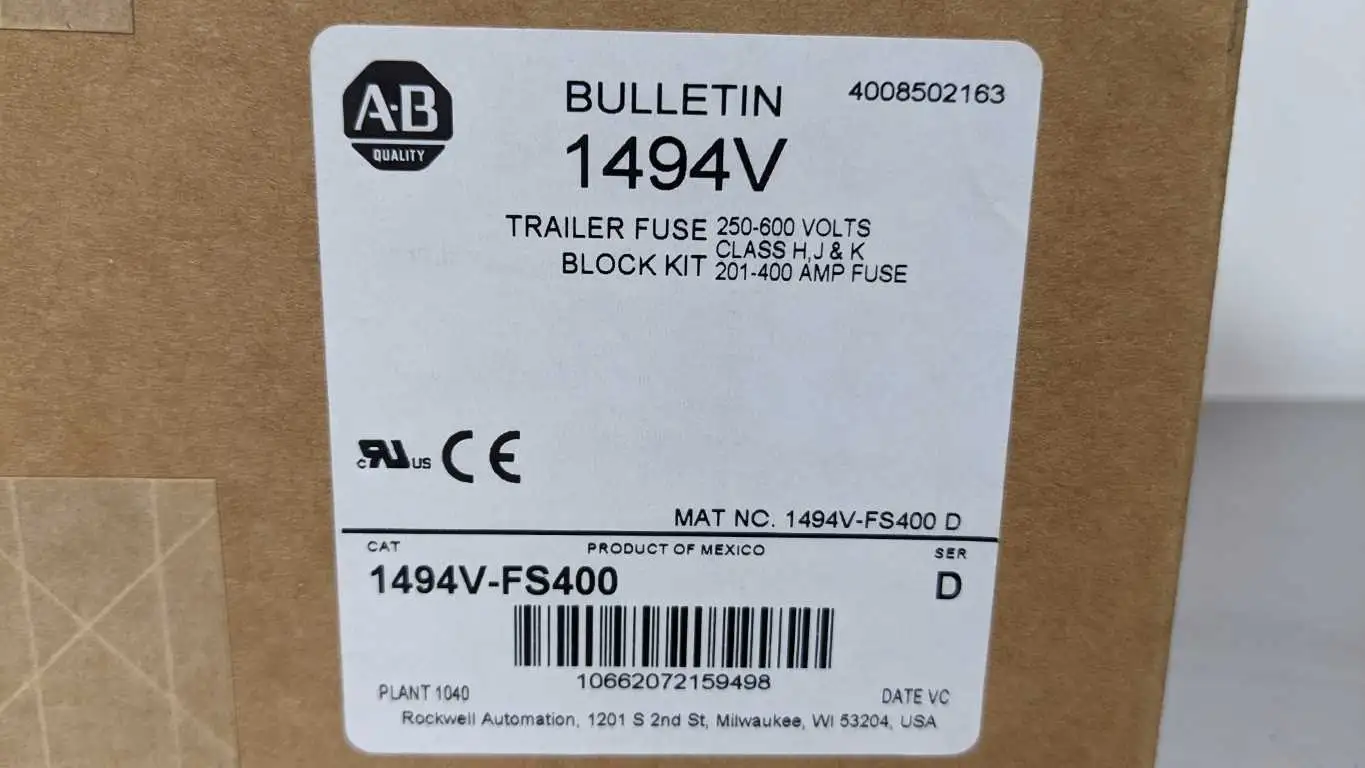 A-B
QUALITY
BULLETIN
1494V
4008502163
TRAILER FUSE
BLOCK KIT
250-600 VOLTS
CLASS H,J & K
201-400 AMP FUSE
c RU US CE
MAT NC. 1494V-FS400 D
CAT
PRODUCT OF MEXICO
SER
1494V-FS400
D
10662072159498
PLANT 1040
DATE VC
Rockwell Automation, 1201 S 2nd St, Milwaukee, WI 53204, USA